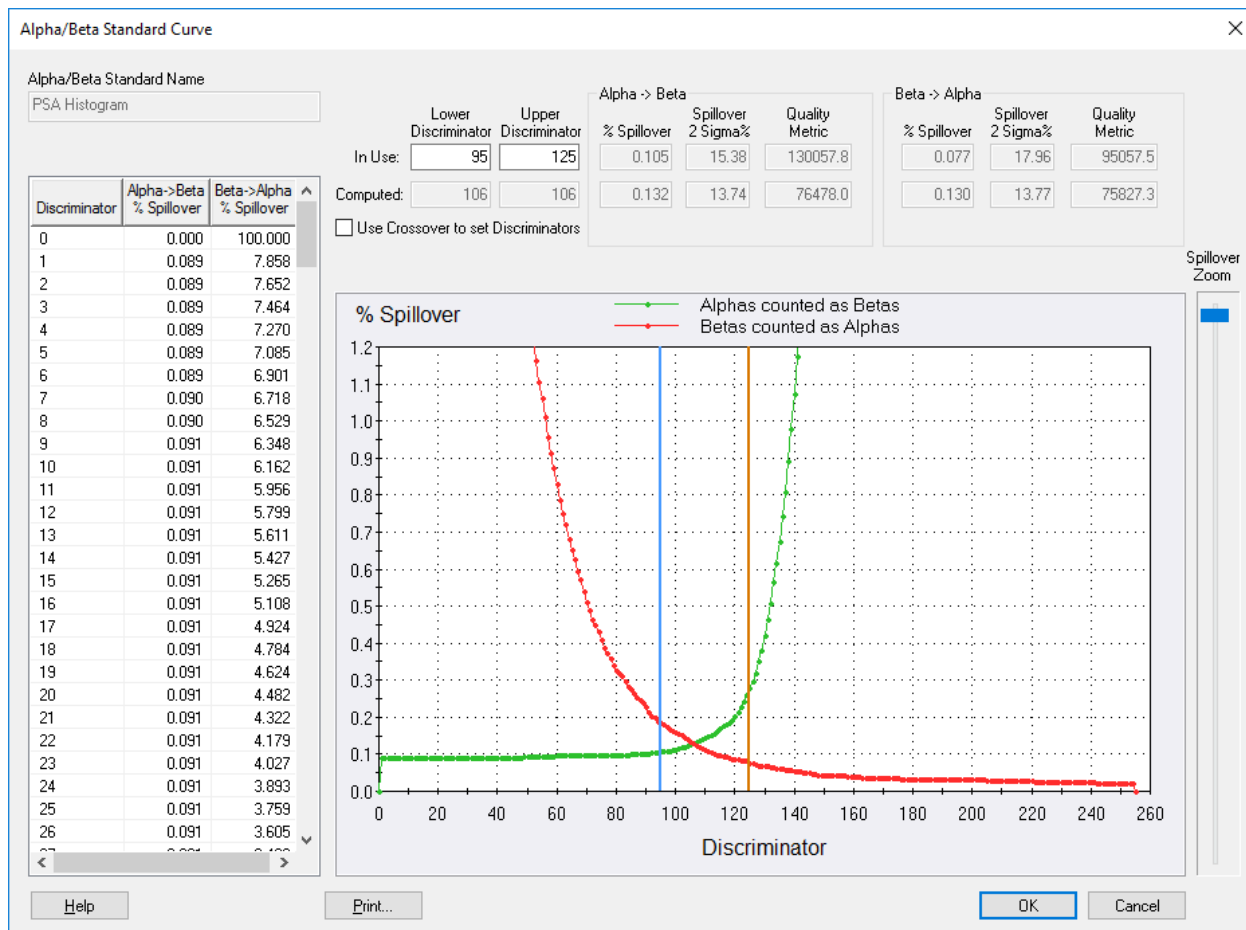 Alpha/Beta Standard Curve
Alpha/Beta Standard Name
PSA Histogram
Lower Discriminator
Upper Discriminator
Alpha -> Beta
% Spillover
Spillover 2 Sigma%
Quality Metric
Beta -> Alpha
% Spillover
Spillover 2 Sigma%
Quality Metric
In Use: 95 125 0.105 15.38 130057.8 0.077 17.96 95057.5
Computed: 106 106 0.132 13.74 76478.0 0.130 13.77 75827.3
Use Crossover to set Discriminators
Discriminator Alpha->Beta % Spillover Beta->Alpha % Spillover
0 0.000 100.000
1 0.089 7.858
2 0.089 7.652
3 0.089 7.464
4 0.089 7.270
5 0.089 7.085
6 0.089 6.901
7 0.090 6.718
8 0.090 6.529
9 0.091 6.348
10 0.091 6.162
11 0.091 5.956
12 0.091 5.799
13 0.091 5.611
14 0.091 5.427
15 0.091 5.265
16 0.091 5.108
17 0.091 4.924
18 0.091 4.784
19 0.091 4.624
20 0.091 4.482
21 0.091 4.322
22 0.091 4.179
23 0.091 4.027
24 0.091 3.893
25 0.091 3.759
26 0.091 3.605
Spillover Zoom
% Spillover
Alphas counted as Betas
Betas counted as Alphas
1.2
1.1
1.0
0.9
0.8
0.7
0.6
0.5
0.4
0.3
0.2
0.1
0.0
0 20 40 60 80 100 120 140 160 180 200 220 240 260
Discriminator
Help
Print...
OK
Cancel